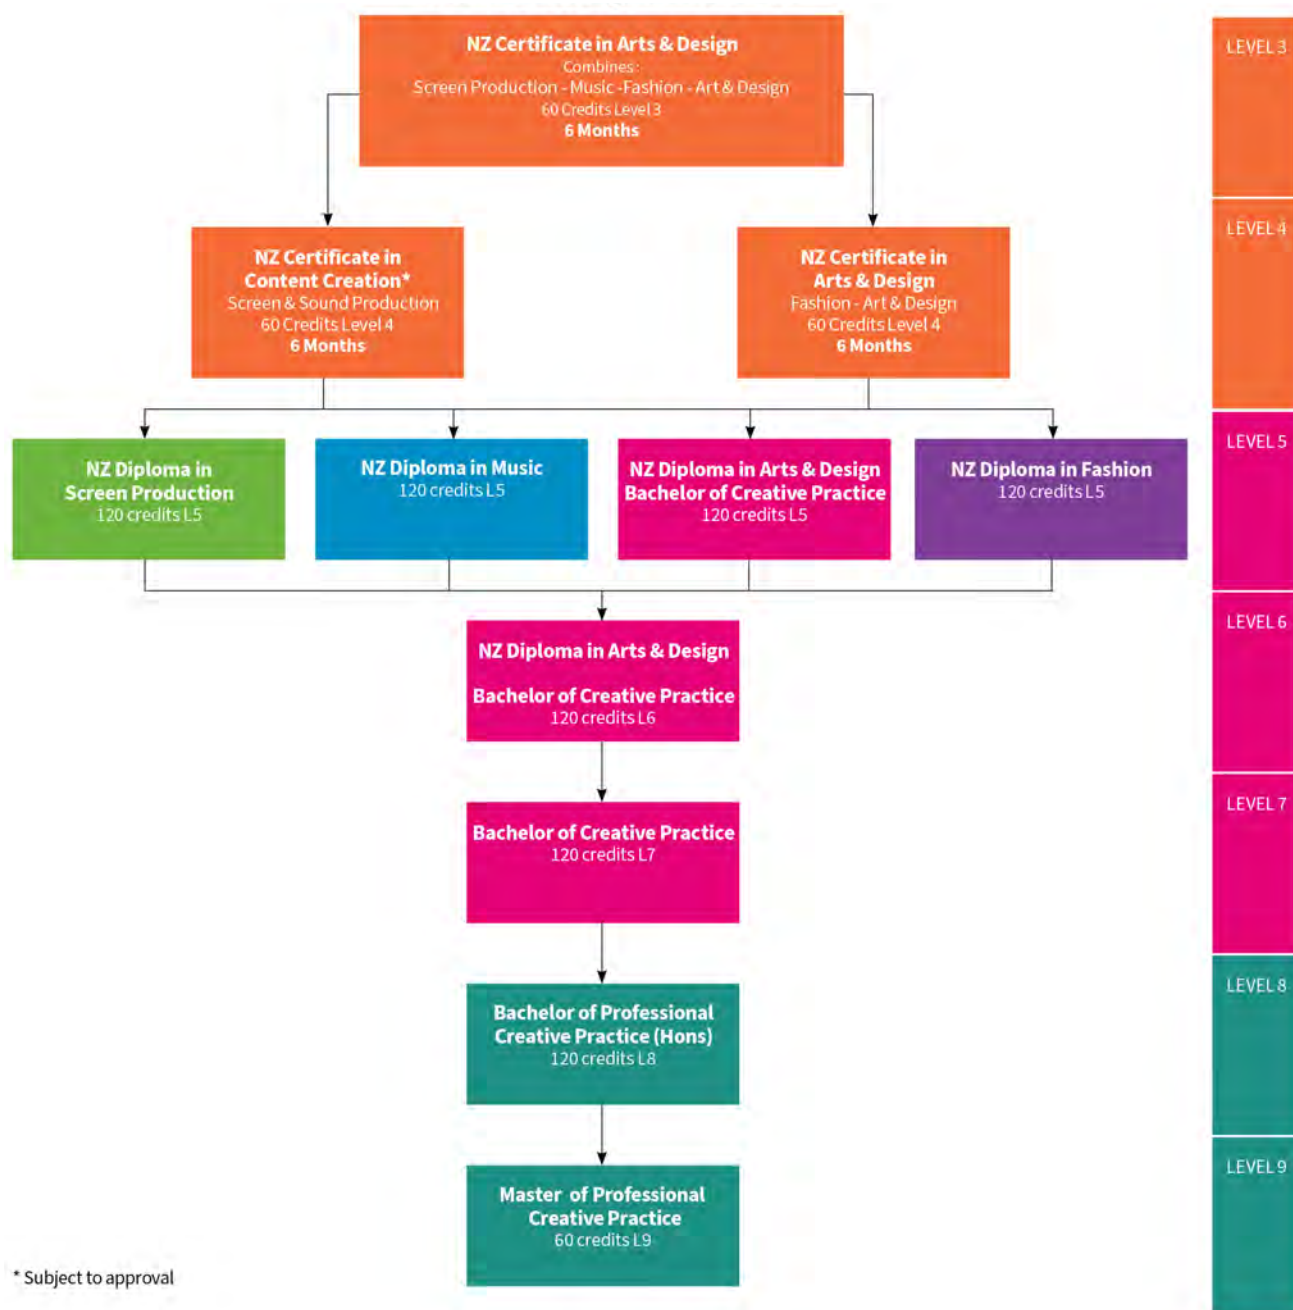 NZ Certificate in Arts & Design
Combines:
Screen Production - Music -Fashion - Art & Design
60 Credits Level 3
6 Months
LEVEL 3
NZ Certificate in
Content Creation*
Screen & Sound Production
60 Credits Level 4
6 Months
NZ Certificate in
Arts & Design
Fashion - Art & Design
60 Credits Level 4
6 Months
LEVEL 4
NZ Diploma in
Screen Production
120 credits L5
NZ Diploma in Music
120 credits L5
NZ Diploma in Arts & Design
Bachelor of Creative Practice
120 credits L5
NZ Diploma in Fashion
120 credits L5
LEVEL 5
NZ Diploma in Arts & Design
Bachelor of Creative Practice
120 credits L6
LEVEL 6
Bachelor of Creative Practice
120 credits L7
LEVEL 7
Bachelor of Professional
Creative Practice (Hons)
120 credits L8
LEVEL 8
Master of Professional
Creative Practice
60 credits L9
LEVEL 9
* Subject to approval